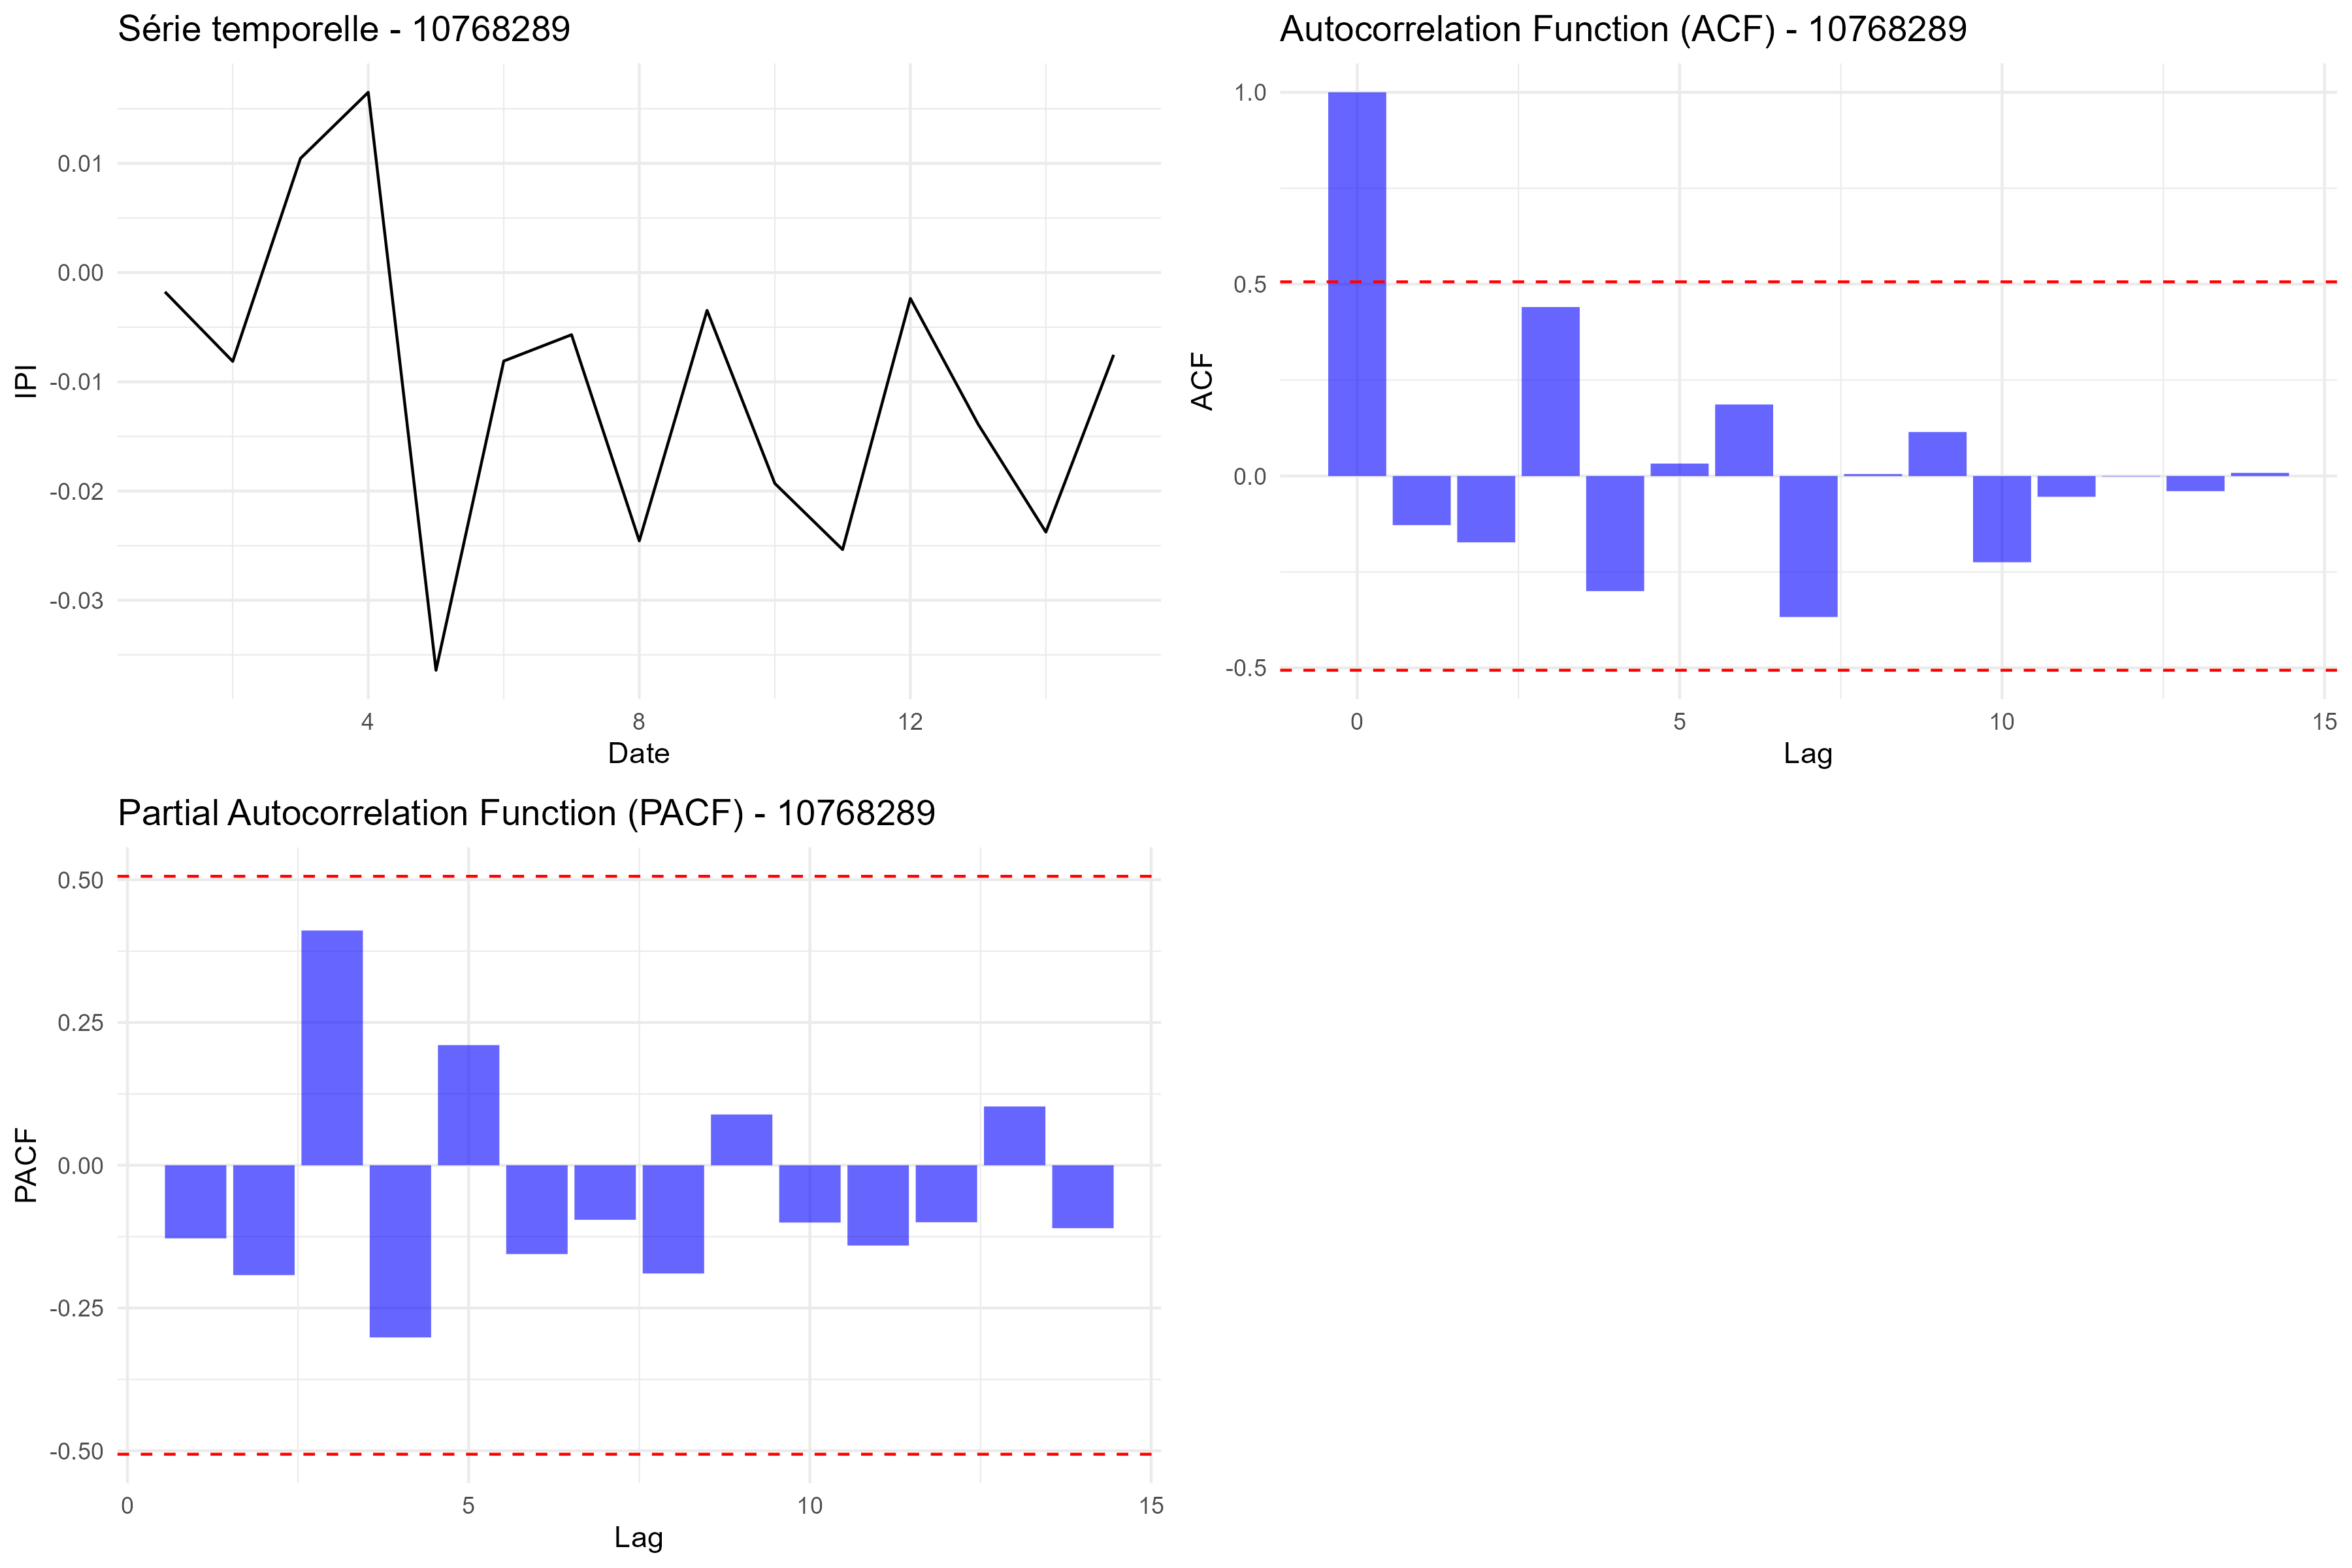 Série temporelle - 10768289
IPI
0.01
0.00
-0.01
-0.02
-0.03
4
8
12
Date
Autocorrelation Function (ACF) - 10768289
ACF
1.0
0.5
0.0
-0.5
0
5
10
15
Lag
Partial Autocorrelation Function (PACF) - 10768289
PACF
0.50
0.25
0.00
-0.25
-0.50
0
5
10
15
Lag